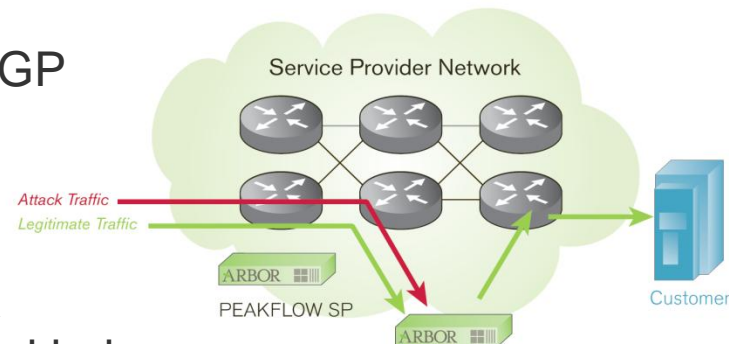 GP
Service Provider Network
Attack Traffic
Legitimate Traffic
ARBOR
PEAKFLOW SP
Customer
ARBOR